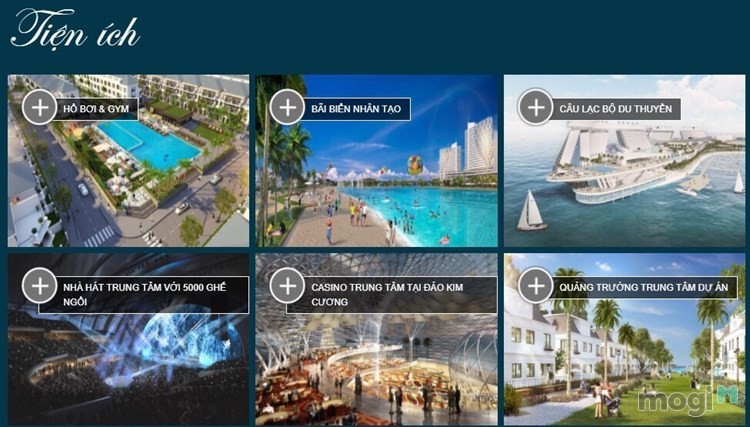 Tiện ích
HỒ BƠI & GYM
BÃI BIỂN NHÂN TẠO
CÂU LẠC BỘ DU THUYỀN
NHÀ HÁT TRUNG TÂM VỚI 5000 GHẾ
NGỒI
CASINO TRUNG TÂM TẠI ĐẢO KIM
CƯƠNG
QUẢNG TRƯỜNG TRUNG TÂM DỰ ÁN
mogi